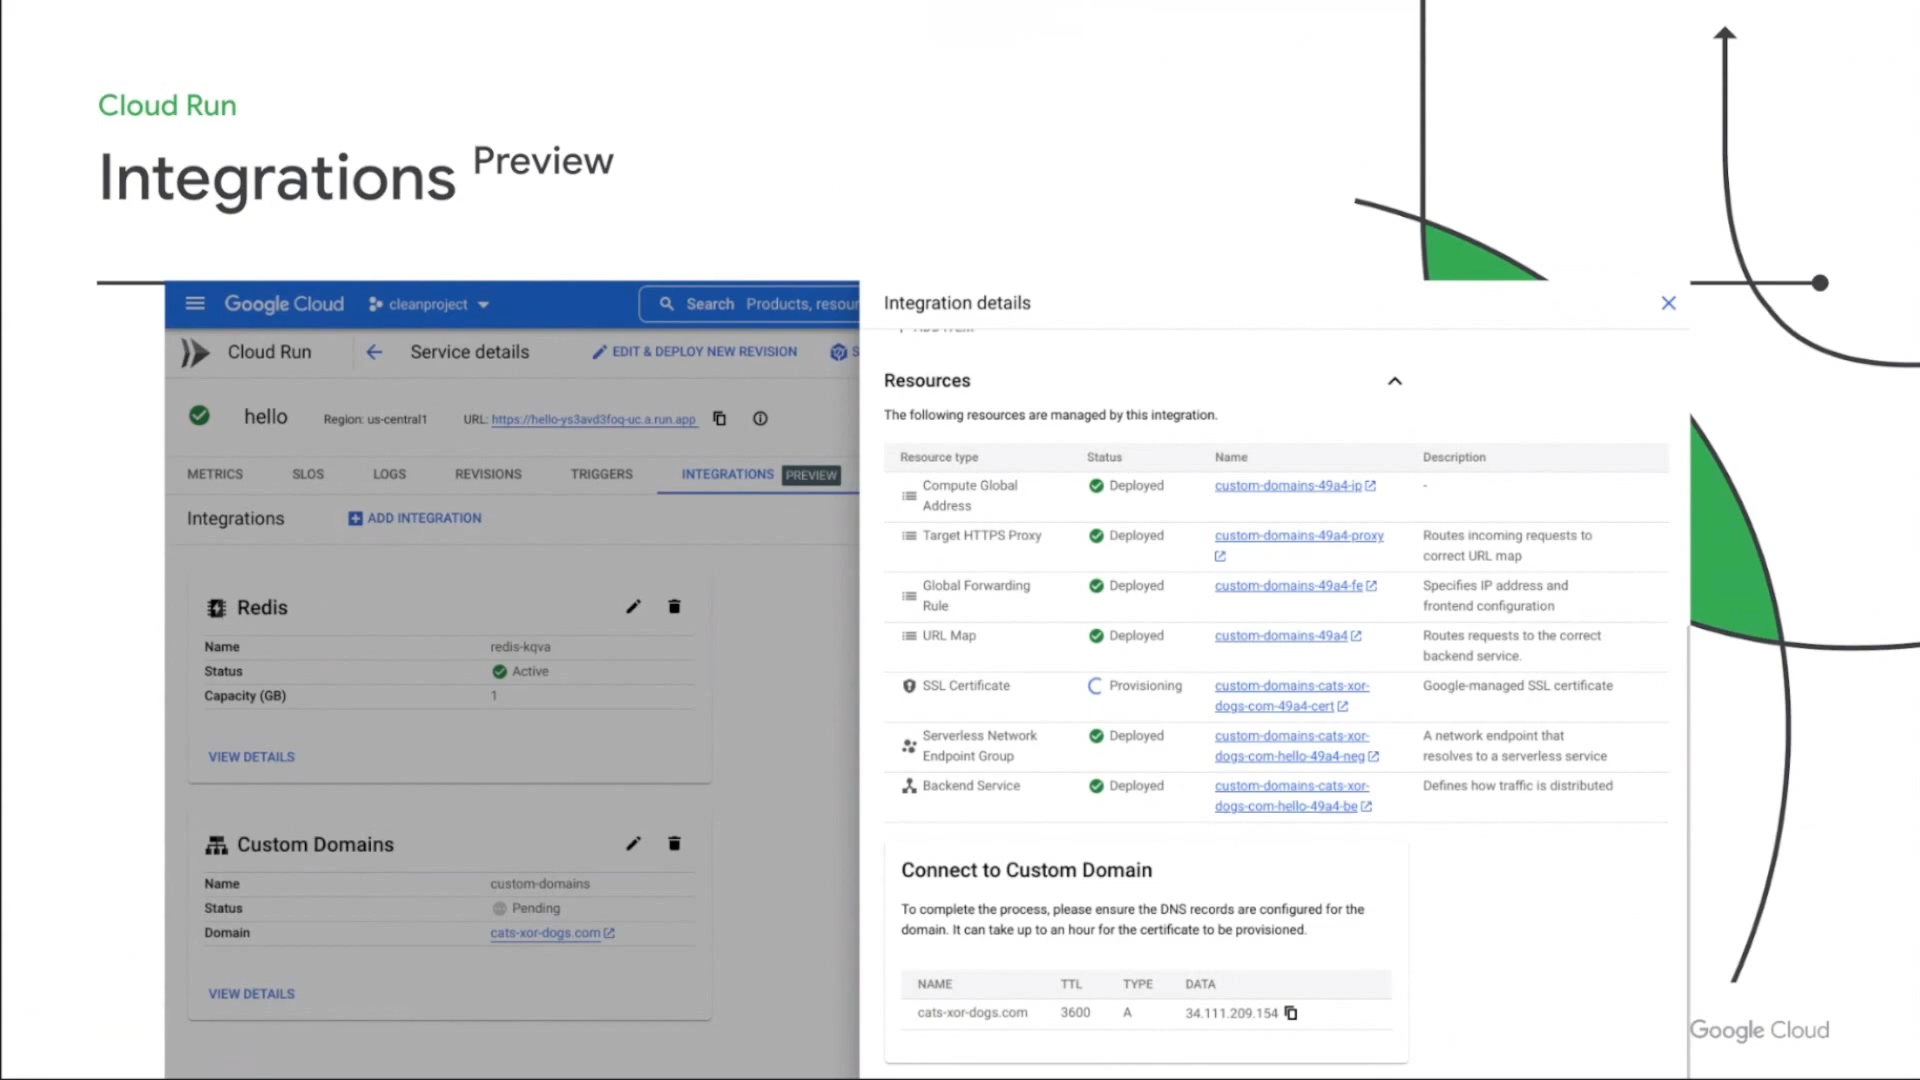 Cloud Run
Integrations Preview
Google Cloud
cleanproject
Search Products, resour
Cloud Run
Service details
EDIT & DEPLOY NEW REVISION
S
hello
Region: us-central1
URL: https://hello-ys3avd3foq-uc.a.run.app
METRICS SLOS LOGS REVISIONS TRIGGERS INTEGRATIONS PREVIEW
Integrations
ADD INTEGRATION
Redis
Name redis-kqva
Status Active
Capacity (GB) 1
VIEW DETAILS
Custom Domains
Name custom-domains
Status Pending
Domain cats-xor-dogs.com
VIEW DETAILS
Integration details
Resources
The following resources are managed by this integration.
Resource type Status Name Description
Compute Global Deployed custom-domains-49a4-ip -
Address
Target HTTPS Proxy Deployed custom-domains-49a4-proxy Routes incoming requests to
correct URL map
Global Forwarding Deployed custom-domains-49a4-fe Specifies IP address and
Rule frontend configuration
URL Map Deployed custom-domains-49a4 Routes requests to the correct
backend service.
SSL Certificate Provisioning custom-domains-cats-xor- Google-managed SSL certificate
dogs-com-49a4-cert
Serverless Network Deployed custom-domains-cats-xor- A network endpoint that
Endpoint Group dogs-com-hello-49a4-neg resolves to a serverless service
Backend Service Deployed custom-domains-cats-xor- Defines how traffic is distributed
dogs-com-hello-49a4-be
Connect to Custom Domain
To complete the process, please ensure the DNS records are configured for the
domain. It can take up to an hour for the certificate to be provisioned.
NAME TTL TYPE DATA
cats-xor-dogs.com 3600 A 34.111.209.154
Google Cloud